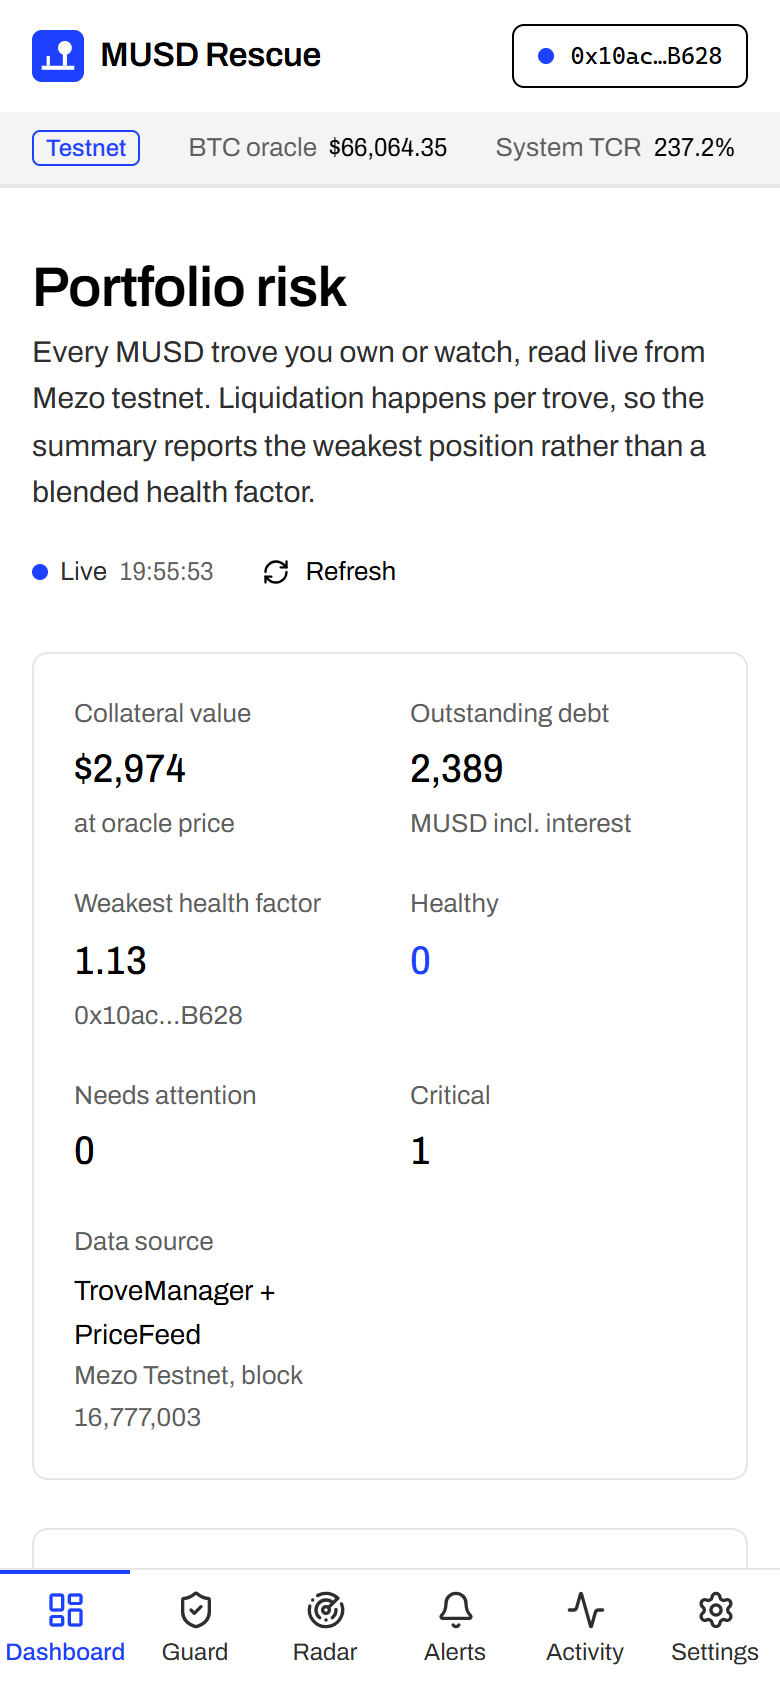 MUSD Rescue
0x10ac…B628
Testnet BTC oracle $66,064.35 System TCR 237.2%
Portfolio risk
Every MUSD trove you own or watch, read live from
Mezo testnet. Liquidation happens per trove, so the
summary reports the weakest position rather than a
blended health factor.
Live 19:55:53 Refresh
Collateral value
$2,974
at oracle price
Outstanding debt
2,389
MUSD incl. interest
Weakest health factor
1.13
0x10ac…B628
Healthy
0
Needs attention
0
Critical
1
Data source
TroveManager +
PriceFeed
Mezo Testnet, block
16,777,003
Dashboard Guard Radar Alerts Activity Settings